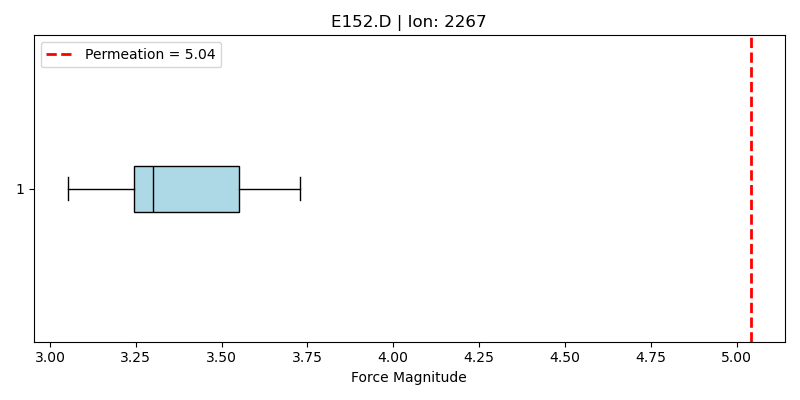 E152.D | Ion: 2267
Permeation = 5.04
1
3.00 3.25 3.50 3.75 4.00 4.25 4.50 4.75 5.00
Force Magnitude